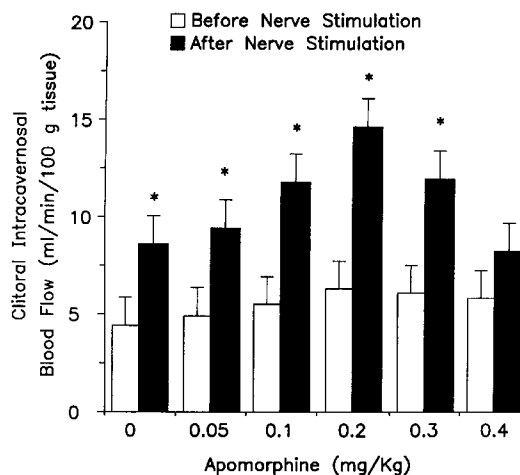 Before Nerve Stimulation
After Nerve Stimulation
Clitoral Intracavernosal
Blood Flow (ml/min/100 g tissue)
20
15
10
5
0
*
*
*
*
*
0 0.05 0.1 0.2 0.3 0.4
Apomorphine (mg/Kg)